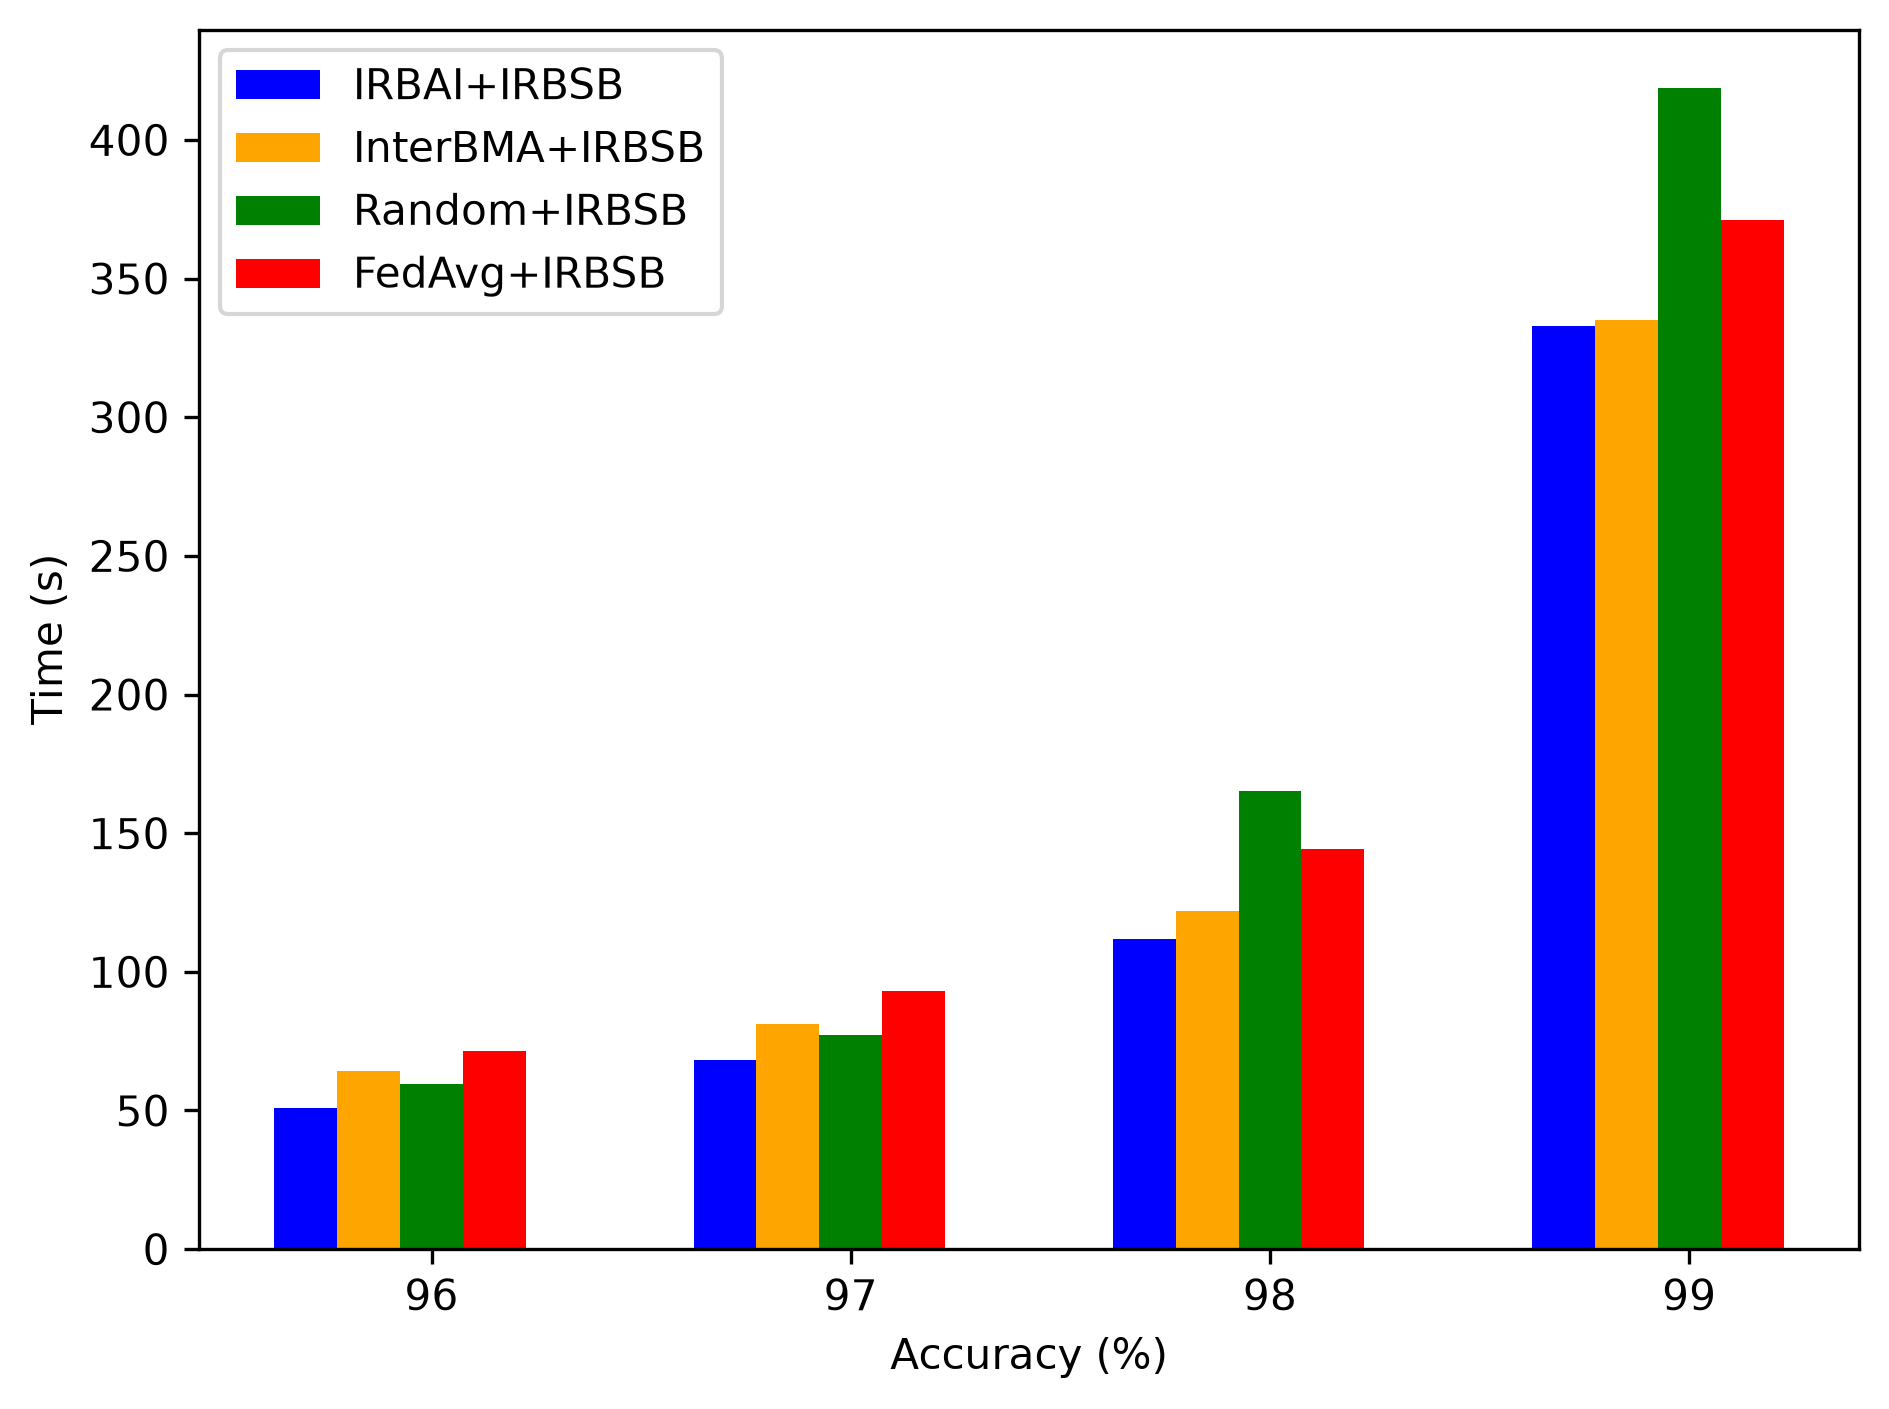 IRBAI+IRBSB
InterBMA+IRBSB
Random+IRBSB
FedAvg+IRBSB
400
350
300
250
200
150
100
50
0
Time (s)
96 97 98 99
Accuracy (%)